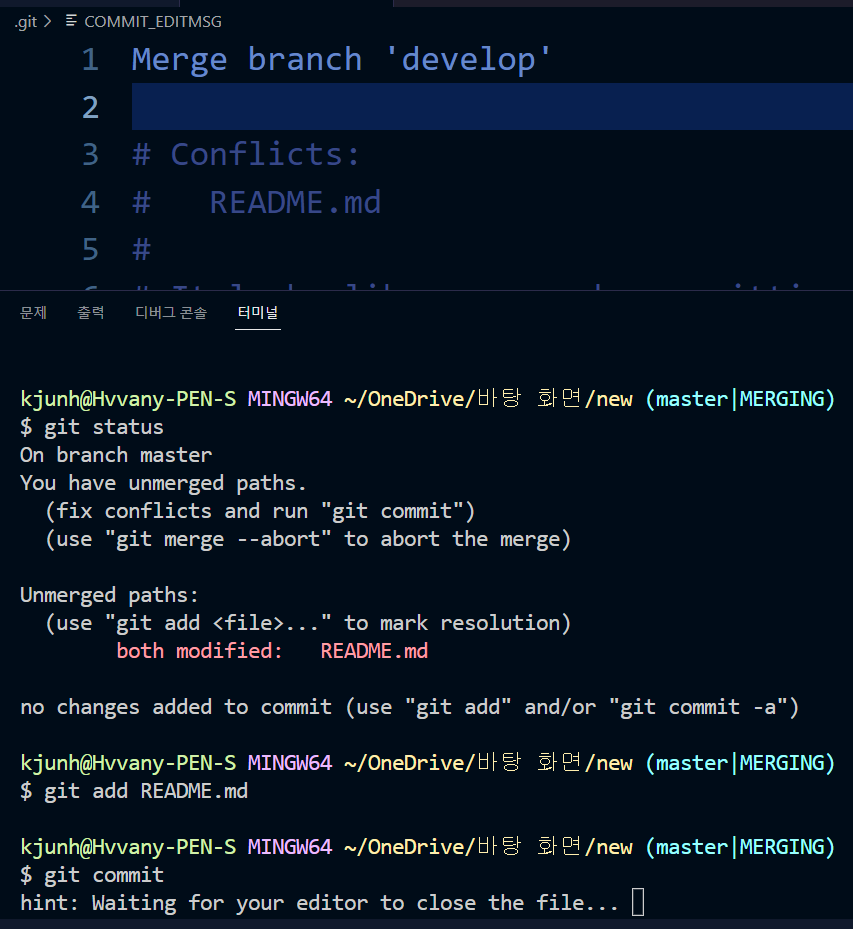 .git > COMMIT_EDITMSG
1 Merge branch 'develop'
2
3 # Conflicts:
4 #   README.md
5 #
문제 출력 디버그 콘솔 터미널
kjunh@Hvvany-PEN-S MINGW64 ~/OneDrive/바탕 화면/new (master|MERGING)
$ git status
On branch master
You have unmerged paths.
  (fix conflicts and run "git commit")
  (use "git merge --abort" to abort the merge)
Unmerged paths:
  (use "git add <file>..." to mark resolution)
        both modified:   README.md
no changes added to commit (use "git add" and/or "git commit -a")
kjunh@Hvvany-PEN-S MINGW64 ~/OneDrive/바탕 화면/new (master|MERGING)
$ git add README.md
kjunh@Hvvany-PEN-S MINGW64 ~/OneDrive/바탕 화면/new (master|MERGING)
$ git commit
hint: Waiting for your editor to close the file...